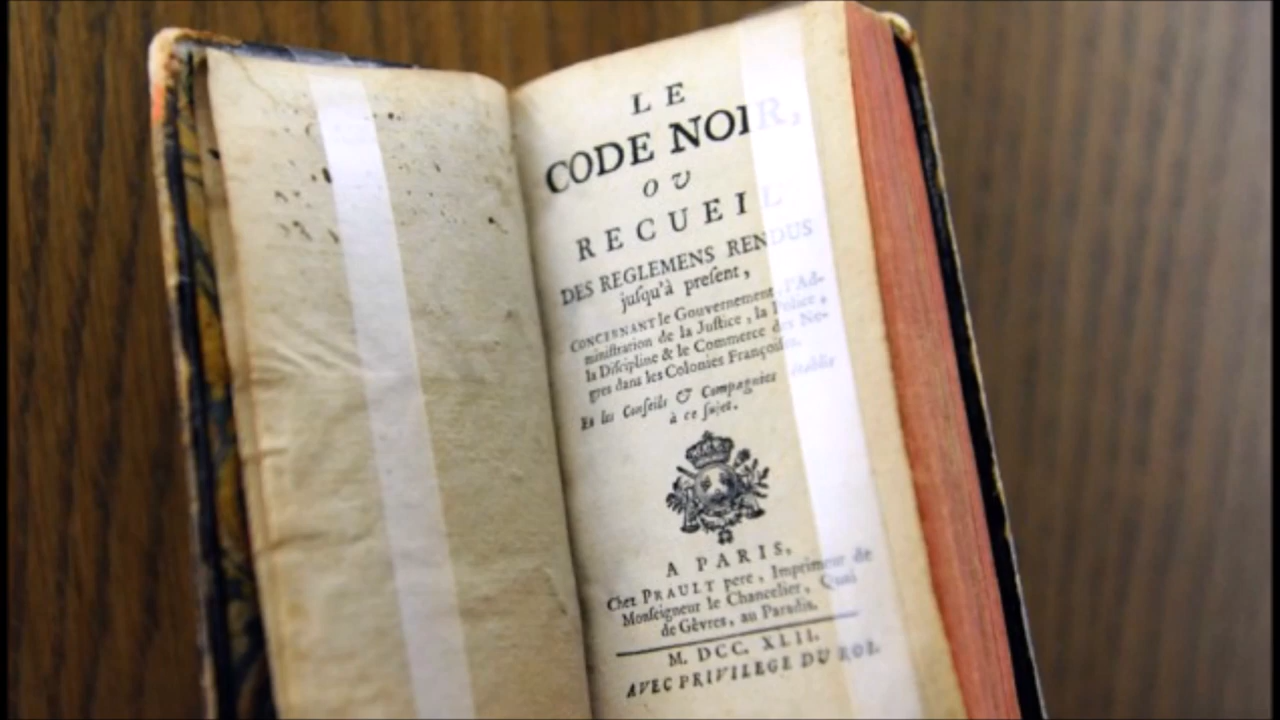 LE
CODE NOIR,
OU
RECUEIL
DES REGLEMENS RENDUS
juſqu'à preſent,
CONCERNANT le Gouvernement, l'Ad-
miniſtration de la Juſtice, la Police,
la Diſcipline & le Commerce des Ne-
gres dans les Colonies Françoiſes.
Et les Conſeils & Compagnies établis
à ce ſujet.
A PARIS,
Chez PRAULT pere, Imprimeur de
Monſeigneur le Chancelier, Quai
de Gêvres, au Paradis.
M. DCC. XLII.
AVEC PRIVILEGE DU ROI.